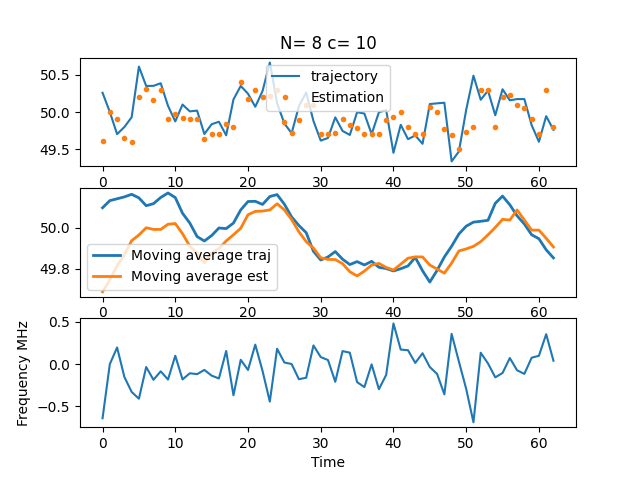 N= 8 c= 10
50.5
50.0
49.5
trajectory
Estimation
0 10 20 30 40 50 60
50.0
49.8
Moving average traj
Moving average est
0 10 20 30 40 50 60
Frequency MHz
0.5
0.0
−0.5
0 10 20 30 40 50 60
Time